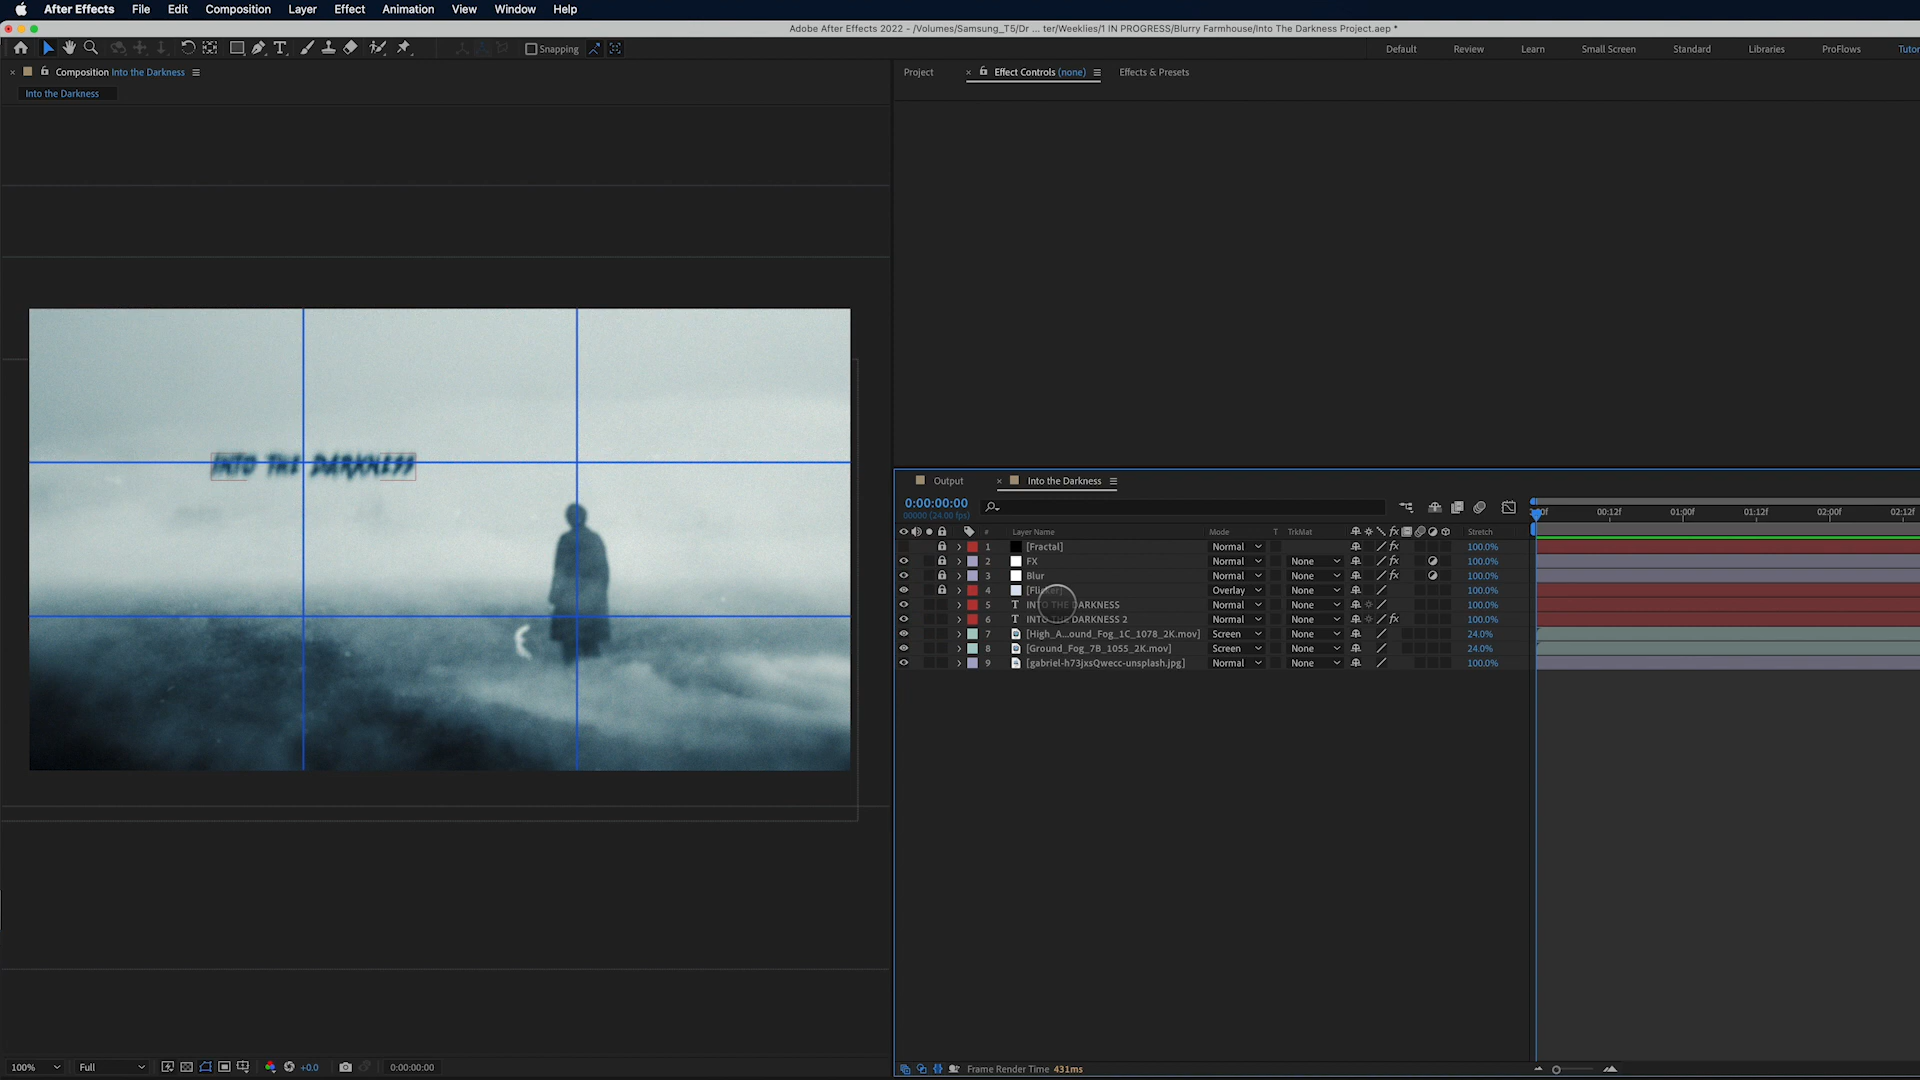 After Effects File Edit Composition Layer Effect Animation View Window Help
Adobe After Effects 2022 - /Volumes/Samsung_T5/Dr ... ter/Weeklies/1 IN PROGRESS/Blurry Farmhouse/Into The Darkness Project.aep *
Snapping Default Review Learn Small Screen Standard Libraries ProFlows Tutor
Composition Into the Darkness Project Effect Controls (none) Effects & Presets
Into the Darkness
INTO THE DARKNESS
Output Into the Darkness
0:00:00:00
00000 (24.00 fps)
00:12f 01:00f 01:12f 02:00f 02:12f
# Layer Name Mode T TrkMat Stretch
1 [Fractal] Normal 100.0%
2 FX Normal None 100.0%
3 Blur Normal None 100.0%
4 [Flicker] Overlay None 100.0%
5 INTO THE DARKNESS Normal None 100.0%
6 INTO THE DARKNESS 2 Normal None 100.0%
7 [High_A...ound_Fog_1C_1078_2K.mov] Screen None 24.0%
8 [Ground_Fog_7B_1055_2K.mov] Screen None 24.0%
9 [gabriel-h73jxsQwecc-unsplash.jpg] Normal None 100.0%
100% Full +0.0 0:00:00:00
Frame Render Time 431ms